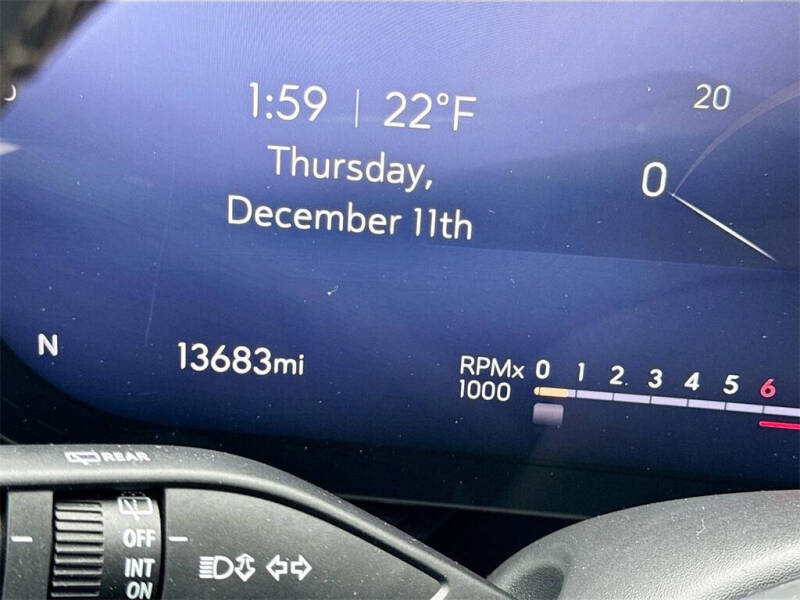 1:59 | 22°F
20
Thursday,
0
December 11th
N
13683mi
RPMx 0 1 2 3 4 5 6
1000
REAR
OFF
INT
ON